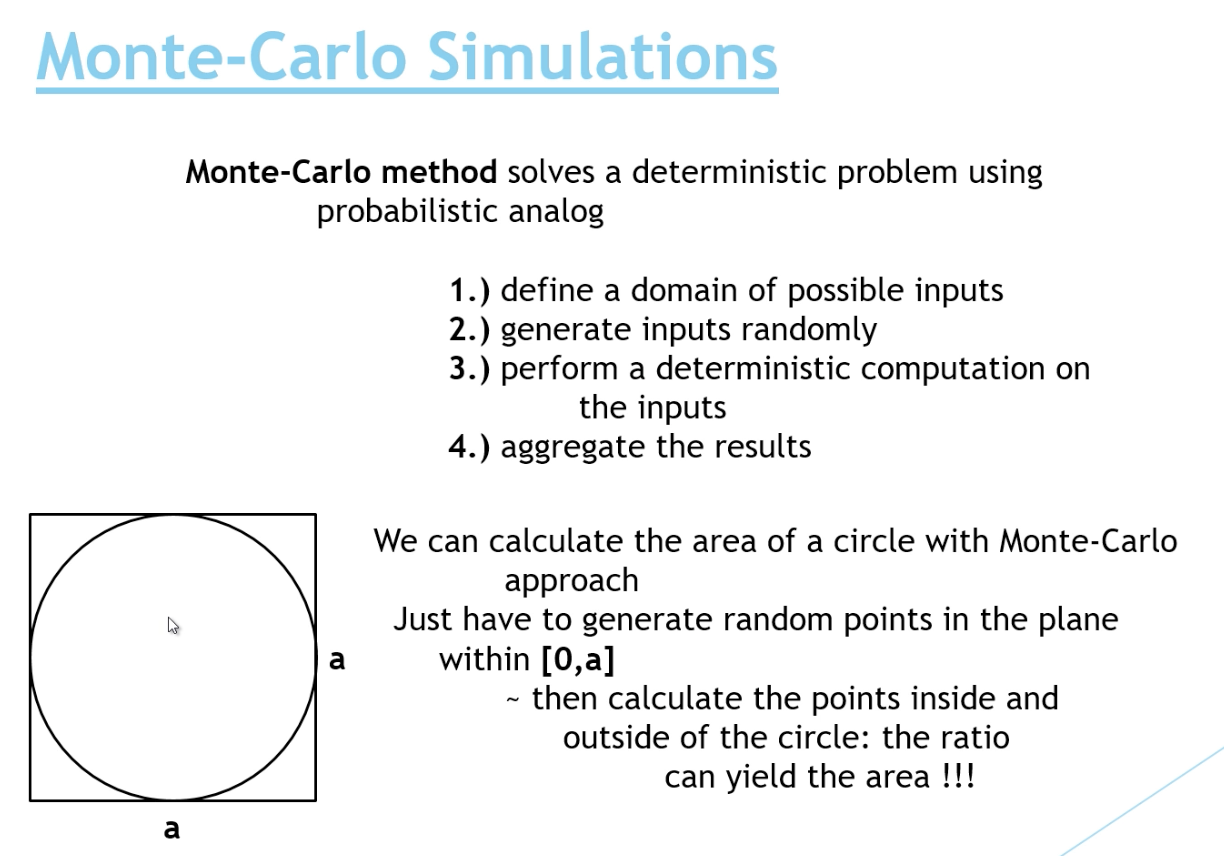 Monte-Carlo Simulations
Monte-Carlo method solves a deterministic problem using
probabilistic analog
1.) define a domain of possible inputs
2.) generate inputs randomly
3.) perform a deterministic computation on
the inputs
4.) aggregate the results
We can calculate the area of a circle with Monte-Carlo
approach
Just have to generate random points in the plane
within [0,a]
~ then calculate the points inside and
outside of the circle: the ratio
can yield the area !!!
a
a